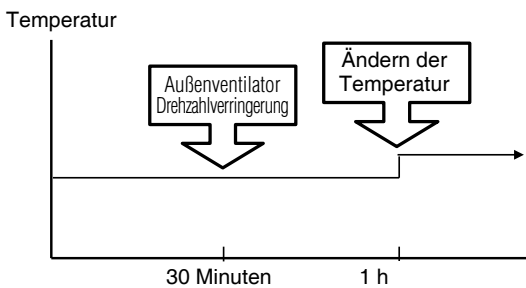 Temperatur
Außenventilator
Drehzahlverringerung
Ändern der
Temperatur
30 Minuten
1 h